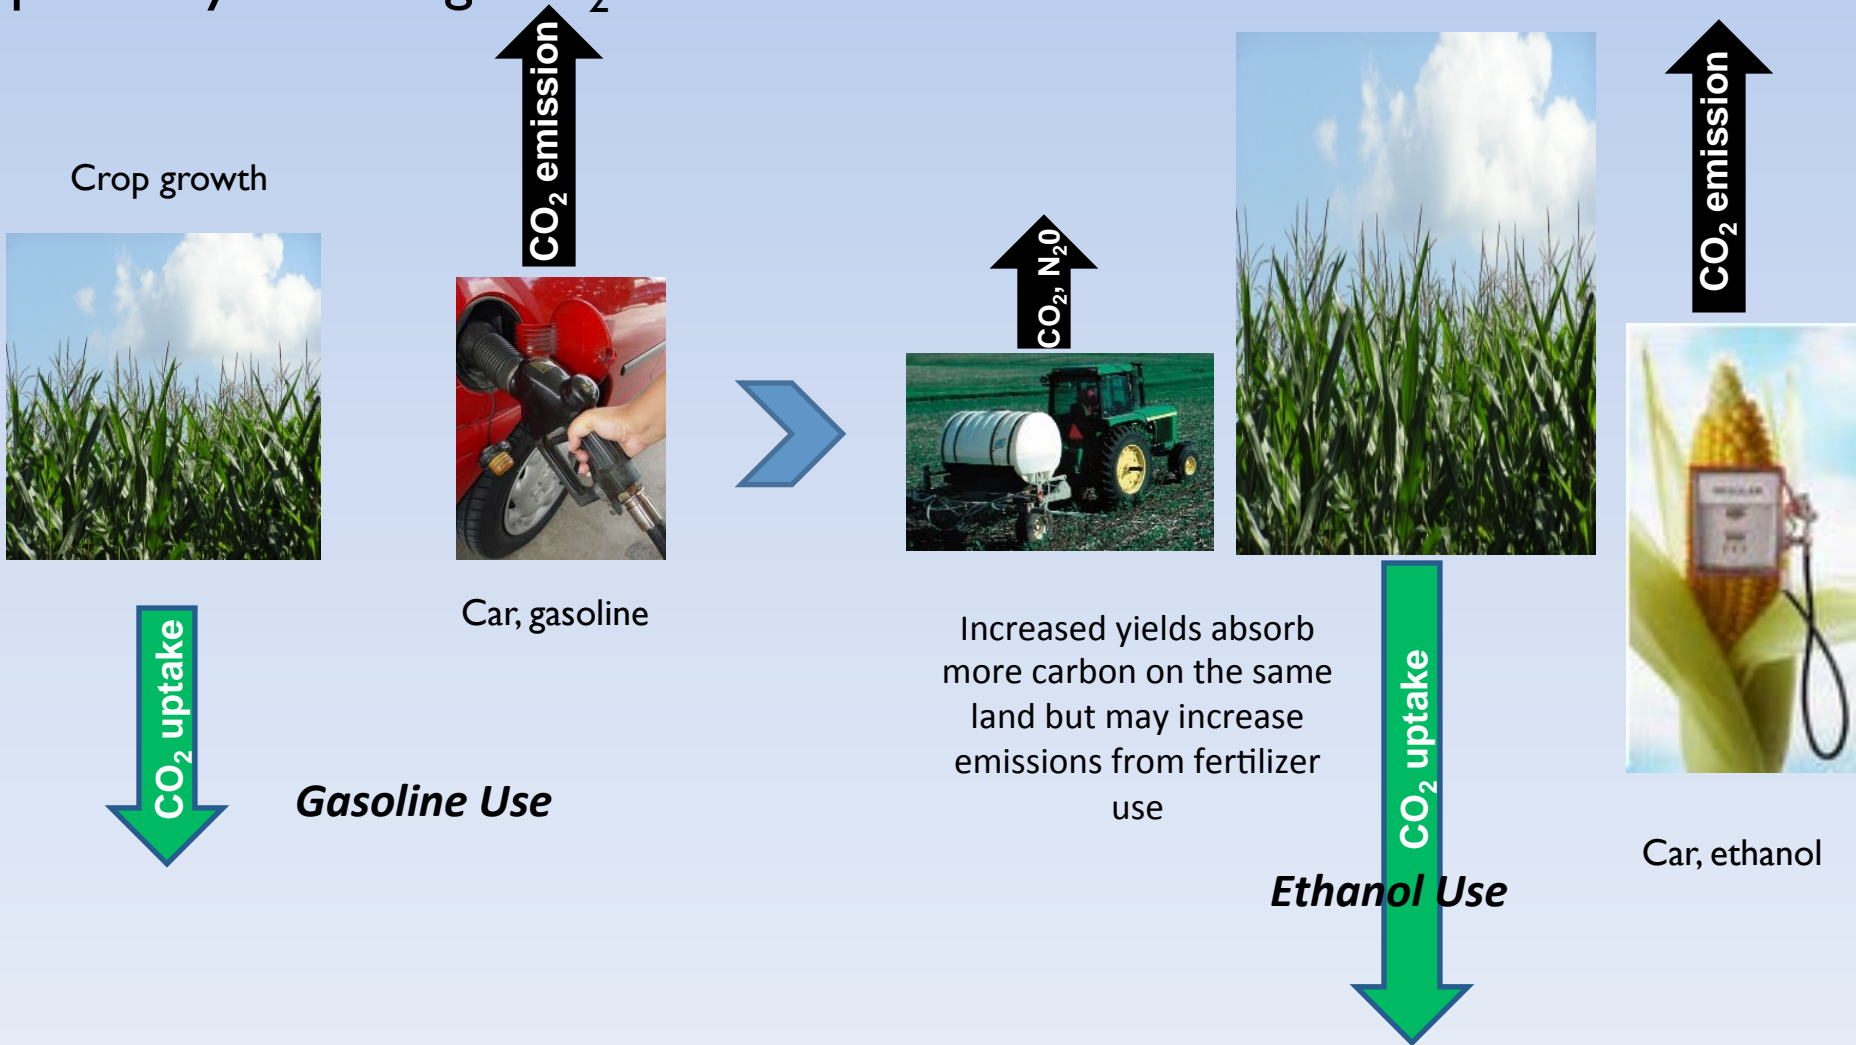 CO₂ emission
Crop growth
Car, gasoline
CO₂ uptake
Gasoline Use
CO₂, N₂0
Increased yields absorb
more carbon on the same
land but may increase
emissions from fertilizer
use
CO₂ uptake
Ethanol Use
CO₂ emission
REGULAR
Car, ethanol